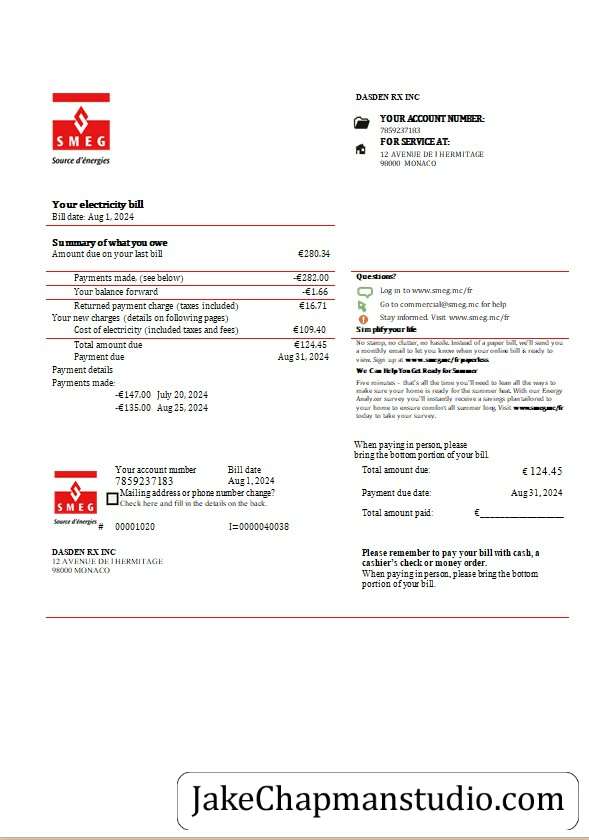 SMEG
Source d'énergies
DASDEN RX INC
YOUR ACCOUNT NUMBER:
7859237183
FOR SERVICE AT:
12 AVENUE DE l HERMITAGE
98000 MONACO
Your electricity bill
Bill date: Aug 1, 2024
Summary of what you owe
Amount due on your last bill €280.34
Payments made. (see below) -€282.00
Your balance forward -€1.66
Returned payment charge (taxes included) €16.71
Your new charges (details on following pages)
Cost of electricity (included taxes and fees) €109.40
Total amount due €124.45
Payment due Aug 31, 2024
Payment details
Payments made:
-€147.00 July 20, 2024
-€135.00 Aug 25, 2024
Questions?
Log in to www.smeg.mc/fr
Go to commercial@smeg.mc for help
Stay informed. Visit www.smeg.mc/fr
Simplify your life
No stamp, no clutter, no hassle. Instead of a paper bill, we'll send you
a monthly email to let you know when your online bill is ready to
view. Sign up at www.smeg.mc/fr paperless.
We Can Help You Get Ready for Summer
Five minutes – that's all the time you'll need to lean all the ways to
make sure your home is ready for the summer heat. With our Energy
Analyzer survey you'll instantly receive a savings plan tailored to
your home to ensure comfort all summer long. Visit www.smeg.mc/fr
today to take your survey.
When paying in person, please
bring the bottom portion of your bill.
SMEG
Source d'énergies
Your account number Bill date
7859237183 Aug 1, 2024
Mailing address or phone number change?
Check here and fill in the details on the back.
# 00001020 I=0000040038
Total amount due: € 124.45
Payment due date: Aug 31, 2024
Total amount paid: €__________________
DASDEN RX INC
12 AVENUE DE l HERMITAGE
98000 MONACO
Please remember to pay your bill with cash, a
cashier's check or money order.
When paying in person, please bring the bottom
portion of your bill.
JakeChapmanstudio.com